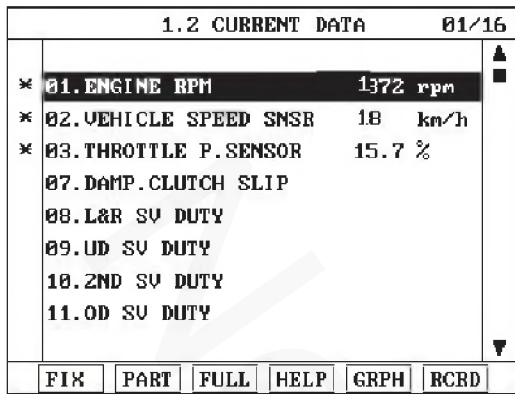 1.2 CURRENT DATA 01/16
* 01.ENGINE RPM 1372 rpm
* 02.VEHICLE SPEED SNSR 18 km/h
* 03.THROTTLE P.SENSOR 15.7 %
07.DAMP.CLUTCH SLIP
08.L&R SV DUTY
09.UD SV DUTY
10.2ND SV DUTY
11.OD SV DUTY
FIX PART FULL HELP GRPH RCRD